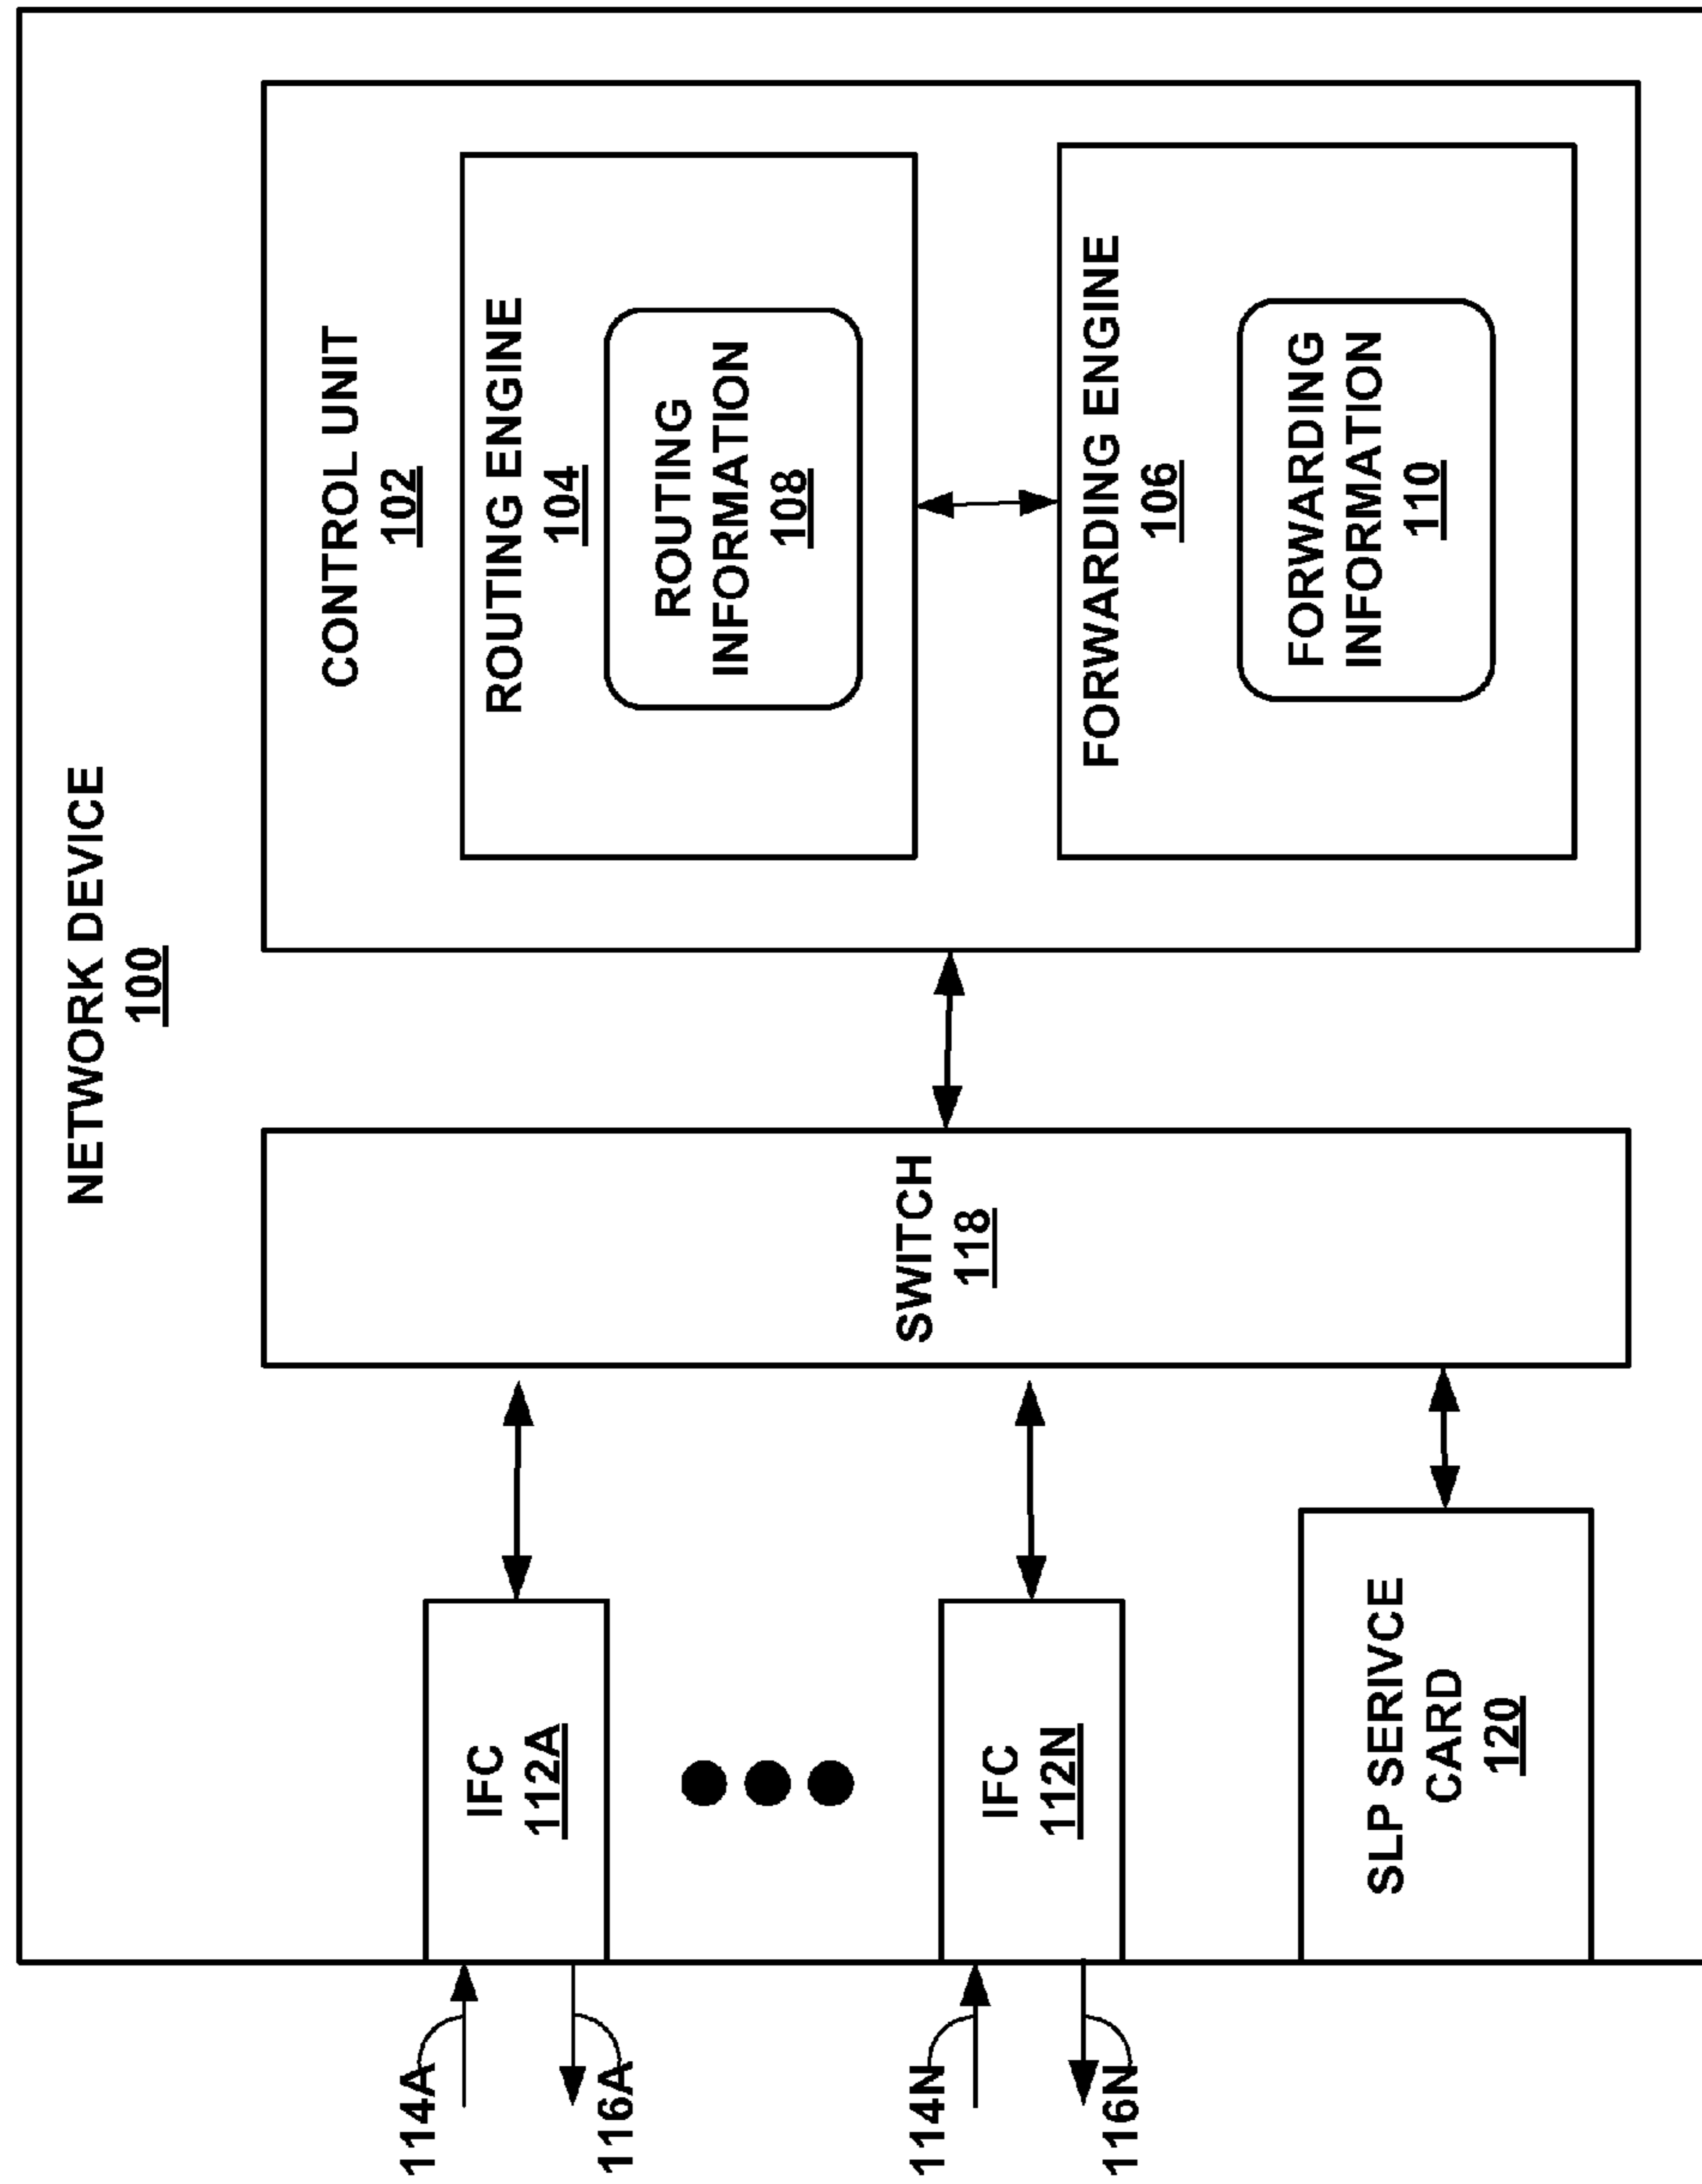 NETWORK DEVICE
100
CONTROL UNIT
102
ROUTING ENGINE
104
ROUTING
INFORMATION
108
FORWARDING ENGINE
106
FORWARDING
INFORMATION
110
SWITCH
118
IFC
112A
IFC
112N
SLP SERIVCE
CARD
120
114A
116A
114N
116N